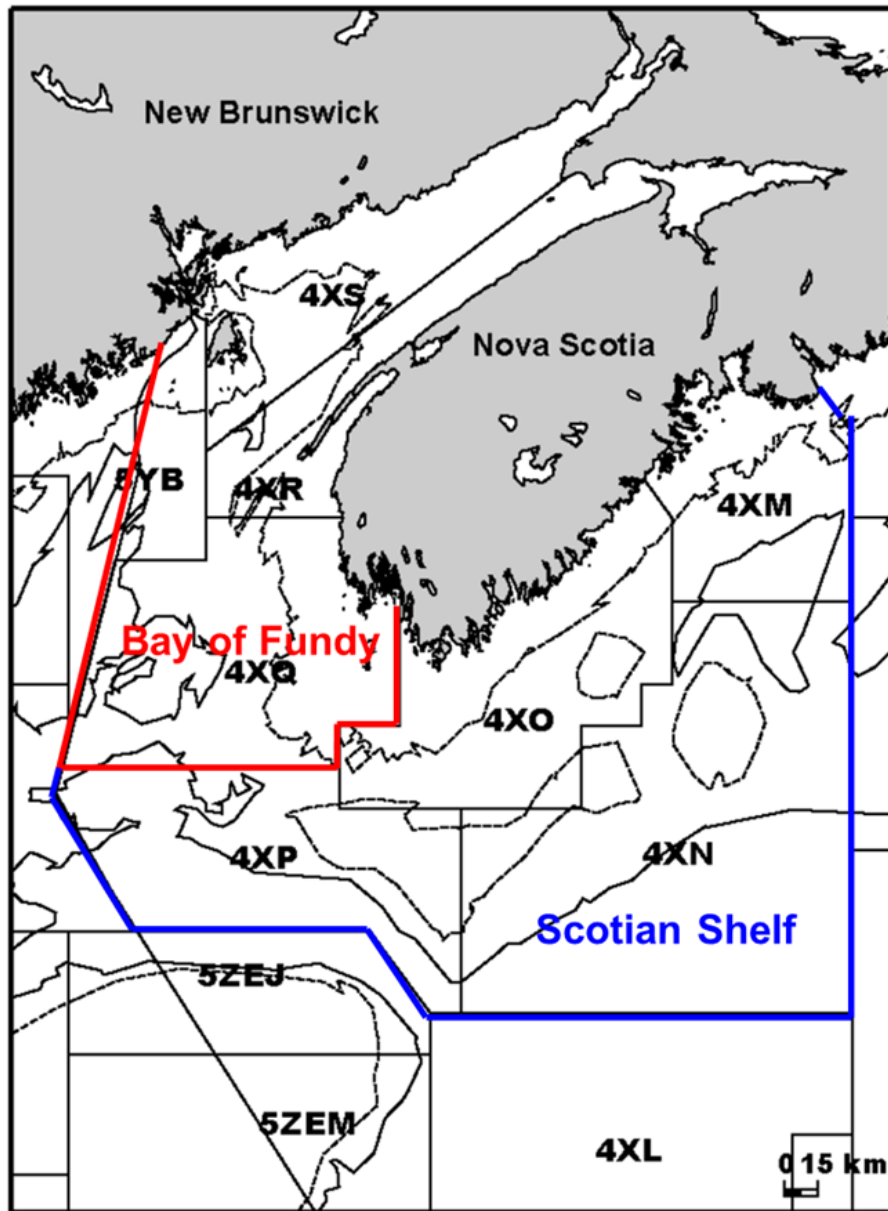 New Brunswick
4XS
Nova Scotia
5YB
4XR
4XM
Bay of Fundy
4XQ
4XO
4XP
4XN
Scotian Shelf
5ZEJ
5ZEM
4XL
0 15 km